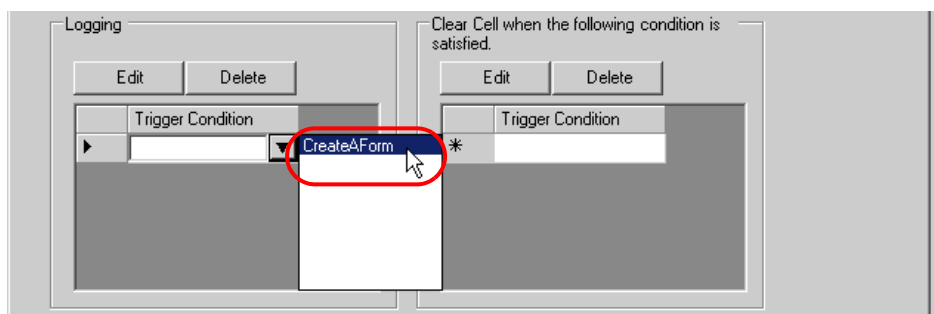 Logging
Edit Delete
Trigger Condition
CreateAForm
Clear Cell when the following condition is
satisfied.
Edit Delete
Trigger Condition
*